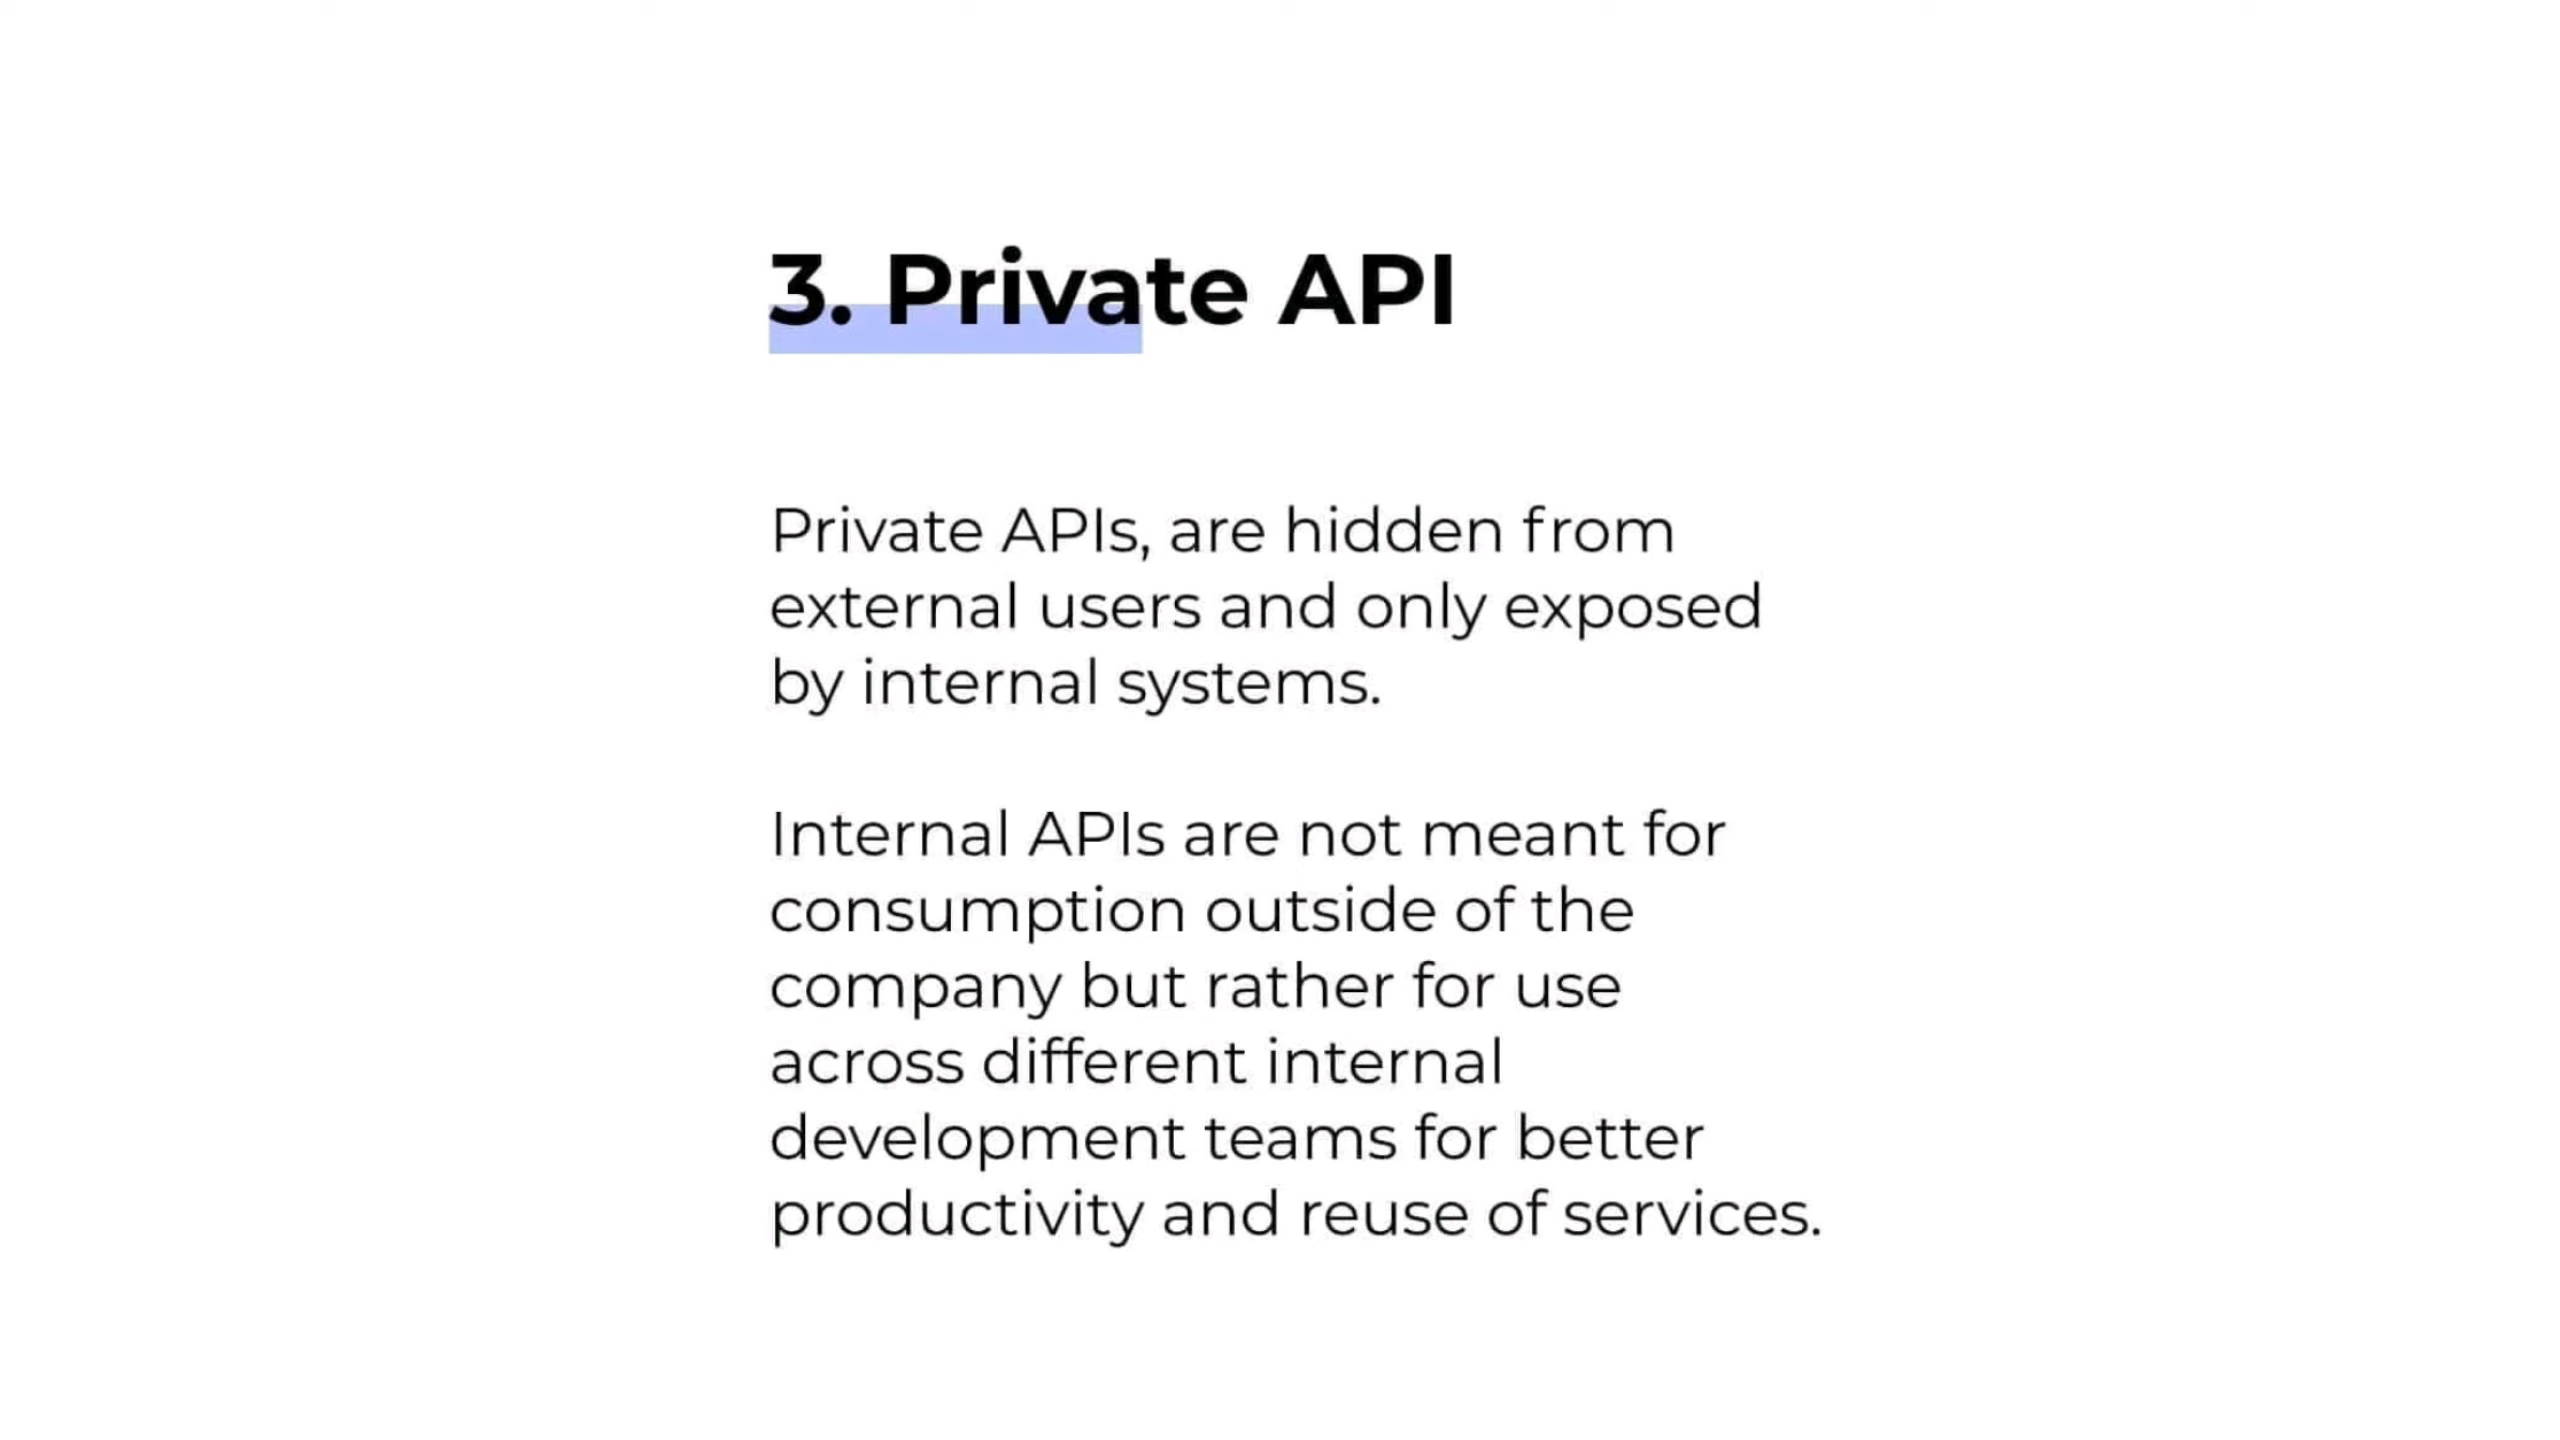 3. Private API
Private APIs, are hidden from
external users and only exposed
by internal systems.
Internal APIs are not meant for
consumption outside of the
company but rather for use
across different internal
development teams for better
productivity and reuse of services.